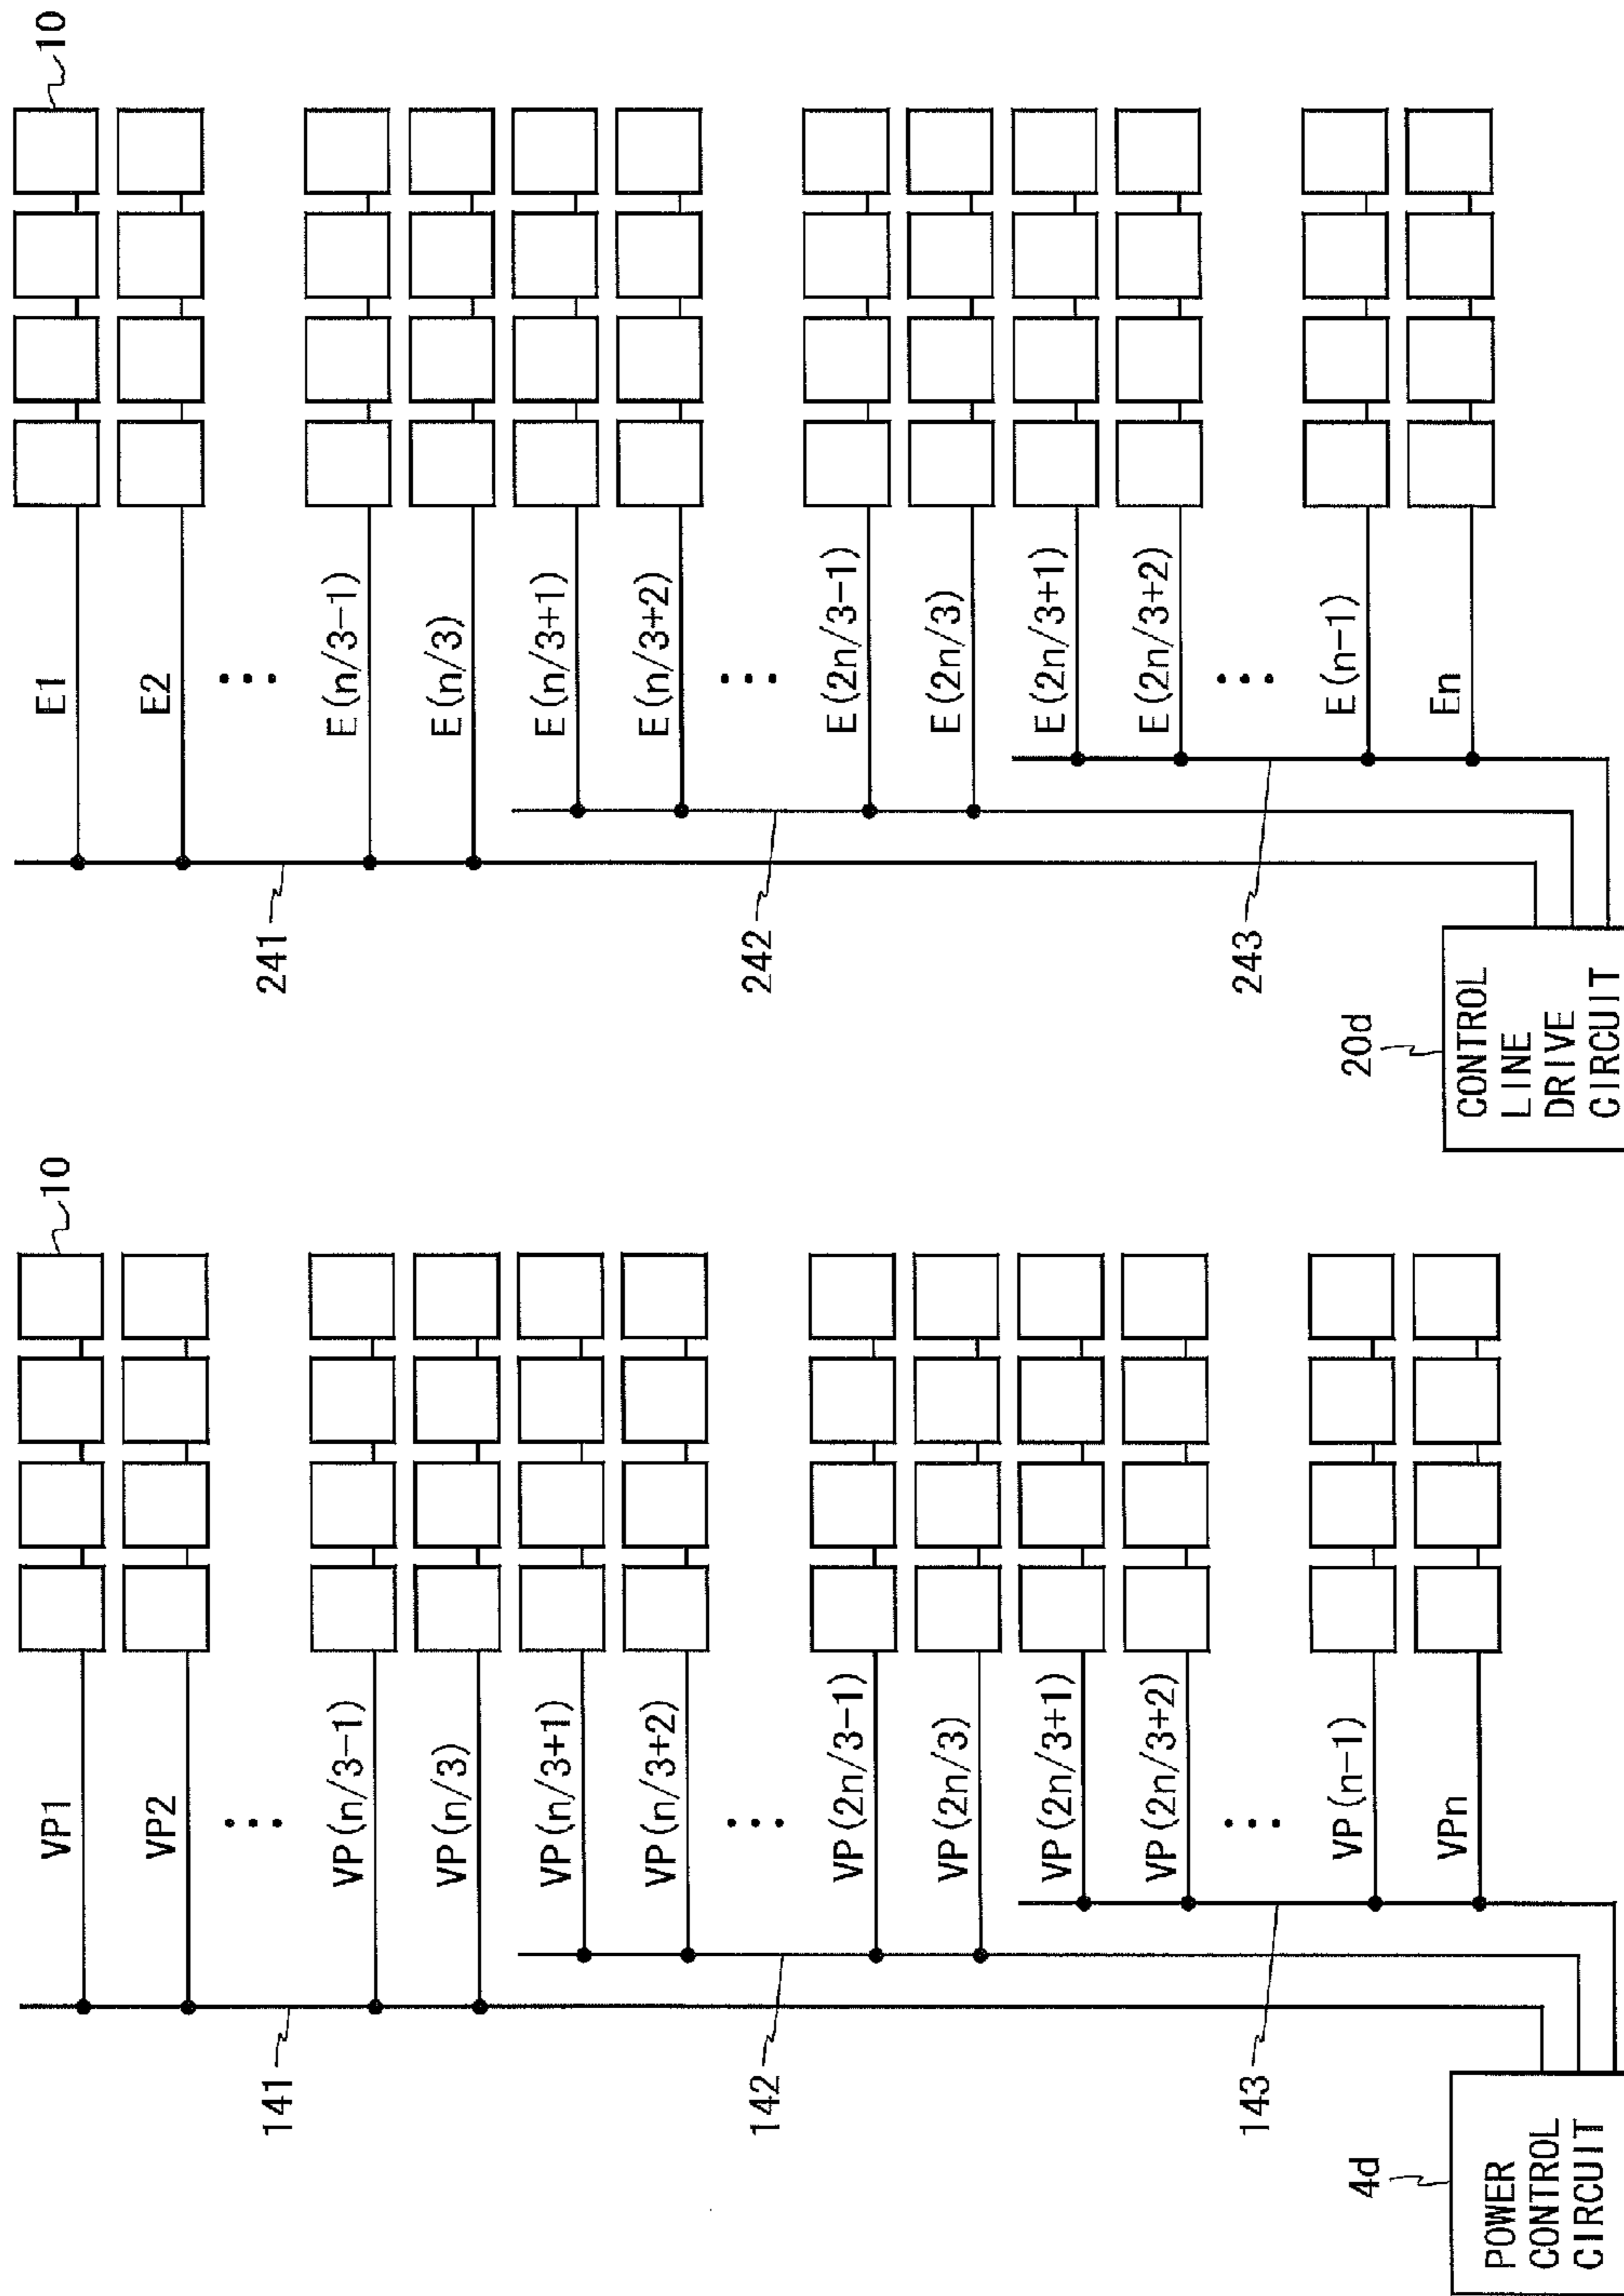 VP1
VP2
VP(n/3-1)
VP(n/3)
VP(n/3+1)
VP(n/3+2)
VP(2n/3-1)
VP(2n/3)
VP(2n/3+1)
VP(2n/3+2)
VP(n-1)
VPn
10
141
142
143
4d
POWER
CONTROL
CIRCUIT
E1
E2
E(n/3-1)
E(n/3)
E(n/3+1)
E(n/3+2)
E(2n/3-1)
E(2n/3)
E(2n/3+1)
E(2n/3+2)
E(n-1)
En
10
241
242
243
20d
CONTROL
LINE
DRIVE
CIRCUIT